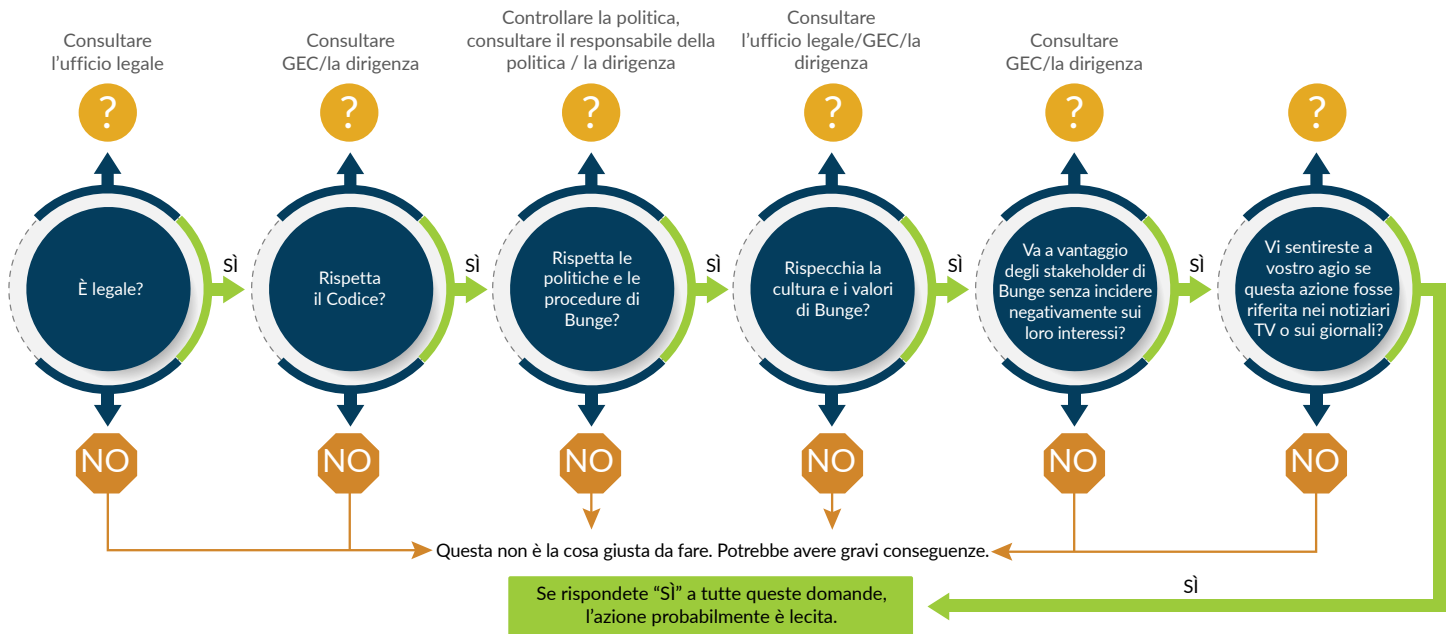 Consultare
l'ufficio legale
?
È legale?
NO
SÌ
Consultare
GEC/la dirigenza
?
Rispetta
il Codice?
NO
SÌ
Controllare la politica,
consultare il responsabile della
politica / la dirigenza
?
Rispetta le
politiche e le
procedure di
Bunge?
NO
SÌ
Consultare
l'ufficio legale/GEC/la
dirigenza
?
Rispecchia la
cultura e i valori
di Bunge?
NO
SÌ
Consultare
GEC/la dirigenza
?
Va a vantaggio
degli stakeholder di
Bunge senza incidere
negativamente sui
loro interessi?
NO
SÌ
?
Vi sentireste a
vostro agio se
questa azione fosse
riferita nei notiziari
TV o sui giornali?
NO
Questa non è la cosa giusta da fare. Potrebbe avere gravi conseguenze.
SÌ
Se rispondete “SÌ” a tutte queste domande,
l'azione probabilmente è lecita.